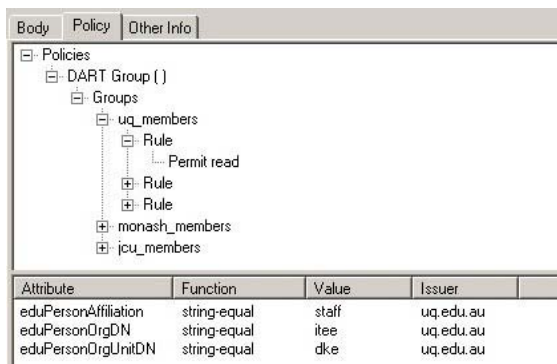 Body Policy Other Info
Policies
DART Group ( )
Groups
uq_members
Rule
Permit read
Rule
Rule
monash_members
jcu_members
Attribute Function Value Issuer
eduPersonAffiliation string-equal staff uq.edu.au
eduPersonOrgDN string-equal itee uq.edu.au
eduPersonOrgUnitDN string-equal dke uq.edu.au